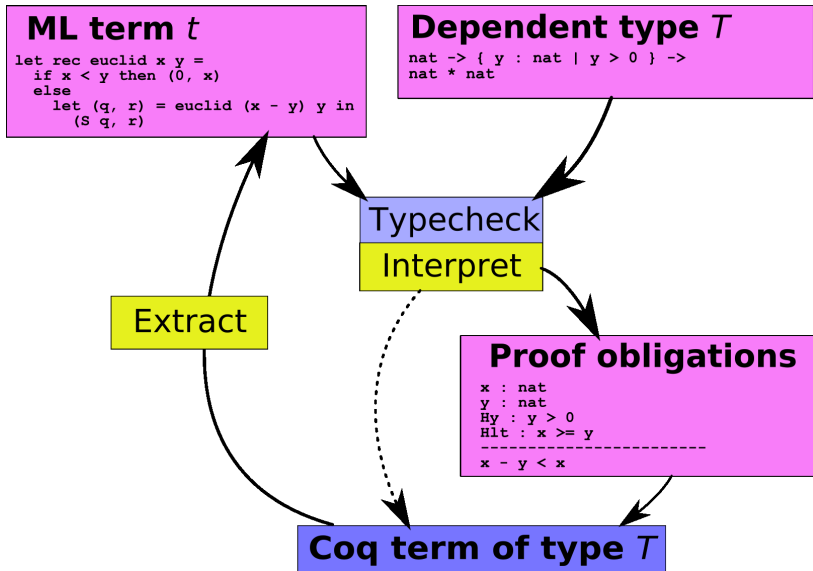 ML term t
let rec euclid x y =
if x < y then (0, x)
else
let (q, r) = euclid (x - y) y in
(S q, r)
Dependent type T
nat -> { y : nat | y > 0 } ->
nat * nat
Typecheck
Interpret
Extract
Proof obligations
x : nat
y : nat
Hy : y > 0
Hlt : x >= y
------------------------
x - y < x
Coq term of type T